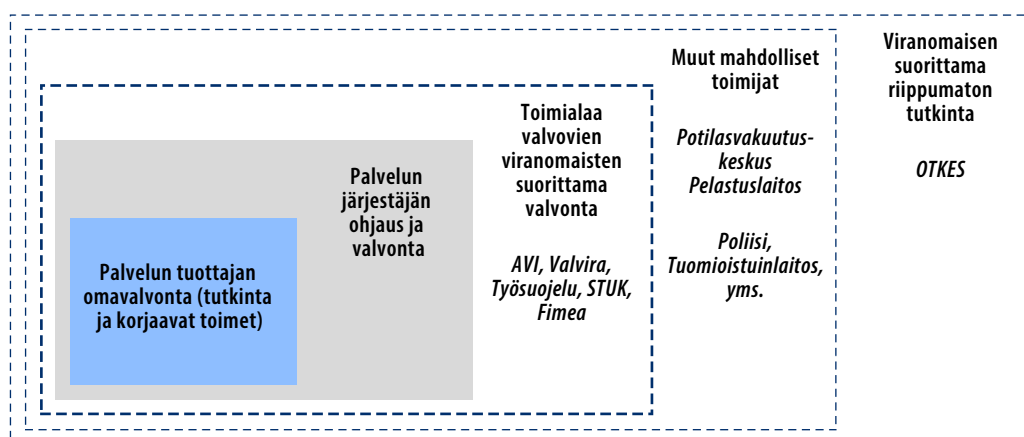 Palvelun tuottajan
omavalvonta (tutkinta
ja korjaavat toimet)
Palvelun
järjestäjän
ohjaus ja
valvonta
Toimialaa
valvovien
viranomaisten
suorittama
valvonta
AVI, Valvira,
Työsuojelu, STUK,
Fimea
Muut mahdolliset
toimijat
Potilasvakuutus-
keskus
Pelastuslaitos
Poliisi,
Tuomioistuinlaitos,
yms.
Viranomaisen
suorittama
riippumaton
tutkinta
OTKES